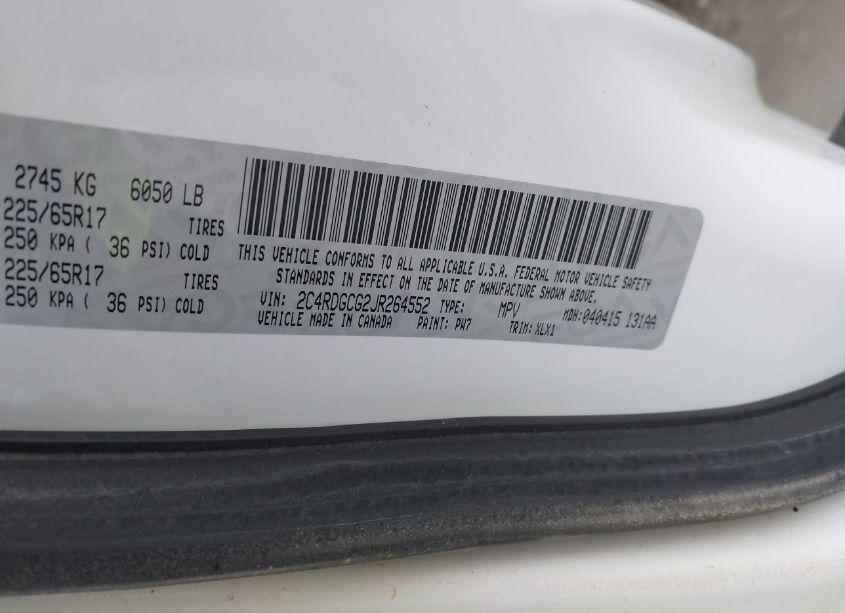 2745 KG 6050 LB
225/65R17 TIRES
250 KPA ( 36 PSI) COLD
225/65R17 TIRES
250 KPA ( 36 PSI) COLD
THIS VEHICLE CONFORMS TO ALL APPLICABLE U.S.A. FEDERAL MOTOR VEHICLE SAFETY
STANDARDS IN EFFECT ON THE DATE OF MANUFACTURE SHOWN ABOVE.
VIN: 2C4RDGCG2JR264552 TYPE: MPV MDH:040415 131AA
VEHICLE MADE IN CANADA PAINT: PW7 TRIM: XLX1